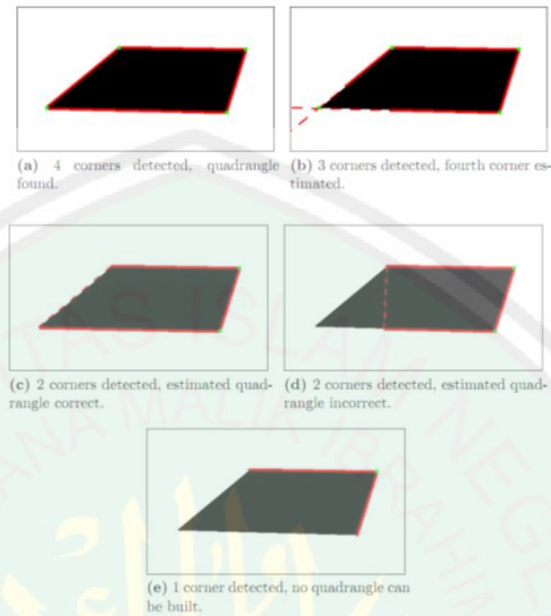 (a) 4 corners detected, quadrangle found.
(b) 3 corners detected, fourth corner es-
timated.
(c) 2 corners detected, estimated quad-
rangle correct.
(d) 2 corners detected, estimated quad-
rangle incorrect.
(e) 1 corner detected, no quadrangle can
be built.